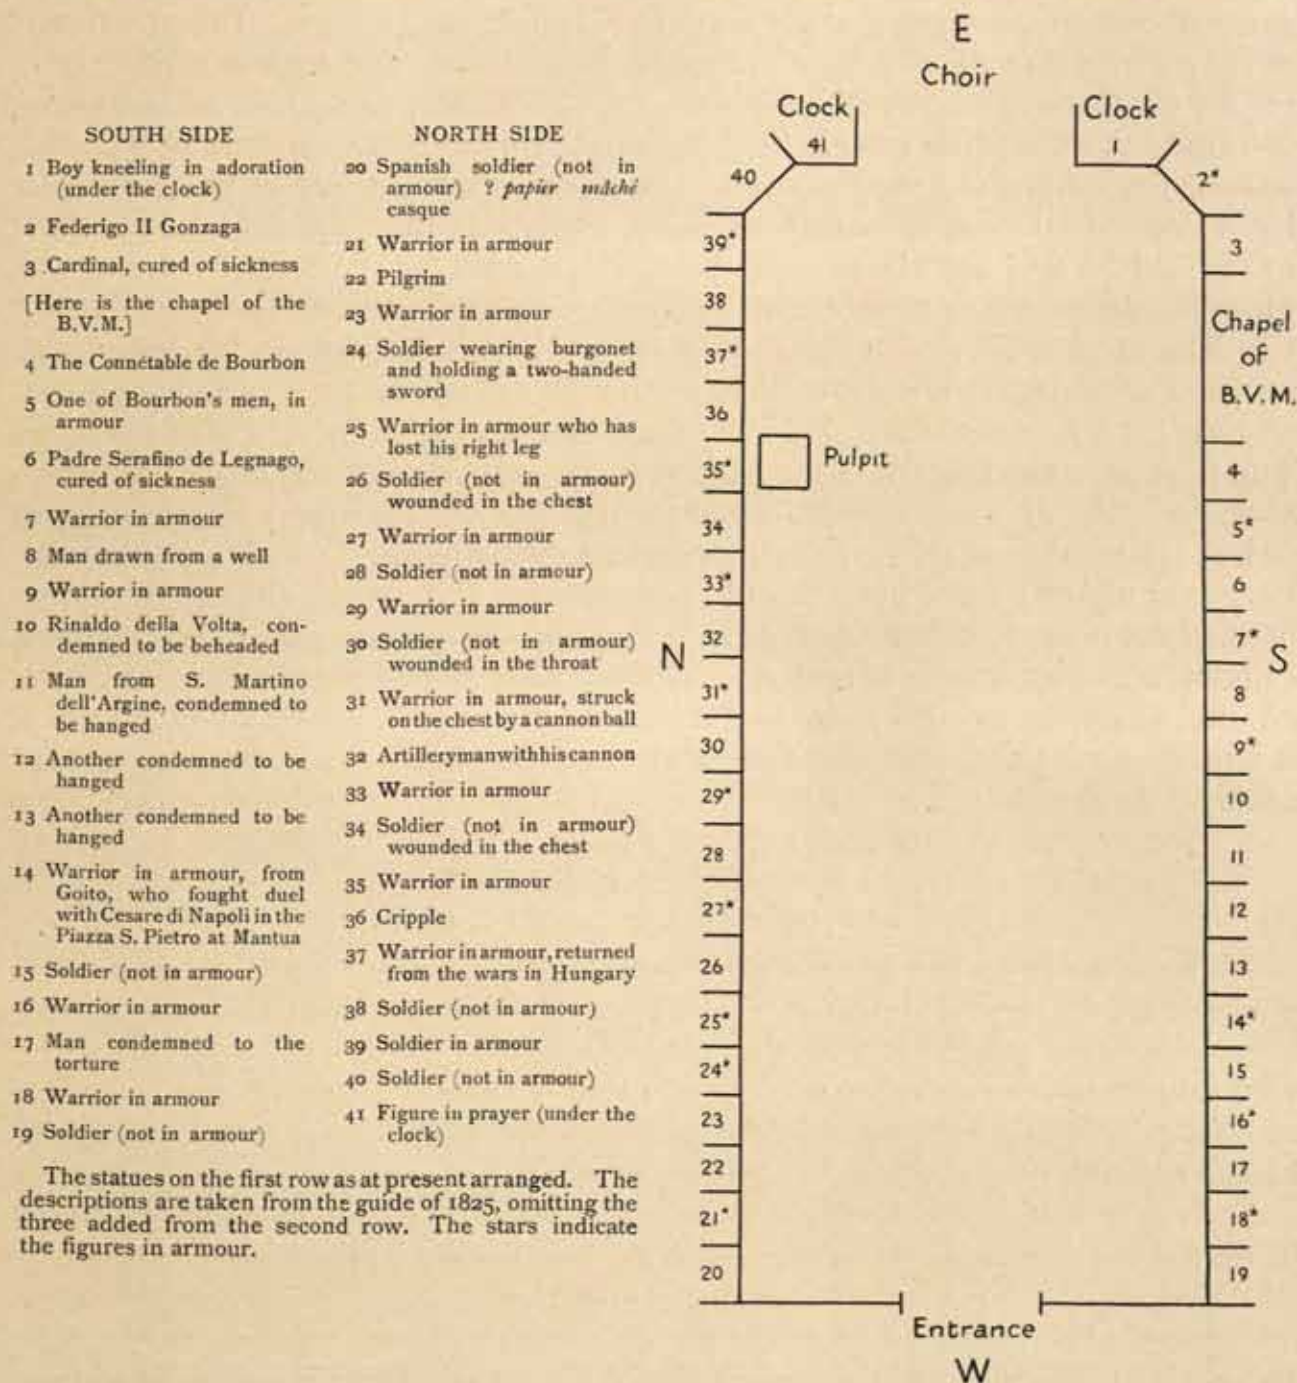 SOUTH SIDE
1 Boy kneeling in adoration
(under the clock)
2 Federigo II Gonzaga
3 Cardinal, cured of sickness
[Here is the chapel of the
B.V.M.]
4 The Connétable de Bourbon
5 One of Bourbon's men, in
armour
6 Padre Serafino de Legnago,
cured of sickness
7 Warrior in armour
8 Man drawn from a well
9 Warrior in armour
10 Rinaldo della Volta, con-
demned to be beheaded
11 Man from S. Martino
dell'Argine, condemned to
be hanged
12 Another condemned to be
hanged
13 Another condemned to be
hanged
14 Warrior in armour, from
Goito, who fought duel
with Cesare di Napoli in the
Piazza S. Pietro at Mantua
15 Soldier (not in armour)
16 Warrior in armour
17 Man condemned to the
torture
18 Warrior in armour
19 Soldier (not in armour)
NORTH SIDE
20 Spanish soldier (not in
armour) ? papier mâché
casque
21 Warrior in armour
22 Pilgrim
23 Warrior in armour
24 Soldier wearing burgonet
and holding a two-handed
sword
25 Warrior in armour who has
lost his right leg
26 Soldier (not in armour)
wounded in the chest
27 Warrior in armour
28 Soldier (not in armour)
29 Warrior in armour
30 Soldier (not in armour)
wounded in the throat
31 Warrior in armour, struck
on the chest by a cannon ball
32 Artilleryman with his cannon
33 Warrior in armour
34 Soldier (not in armour)
wounded in the chest
35 Warrior in armour
36 Cripple
37 Warrior in armour, returned
from the wars in Hungary
38 Soldier (not in armour)
39 Soldier in armour
40 Soldier (not in armour)
41 Figure in prayer (under the
clock)
The statues on the first row as at present arranged. The
descriptions are taken from the guide of 1825, omitting the
three added from the second row. The stars indicate
the figures in armour.
E
Choir
Clock
41
40
39*
38
37*
36
35*
34
33*
32
31*
30
29*
28
27*
26
25*
24*
23
22
21*
20
N
Pulpit
Clock
1
2*
3
Chapel
of
B.V.M.
4
5*
6
7*
8
9*
10
11
12
13
14*
15
16*
17
18*
19
S
Entrance
W